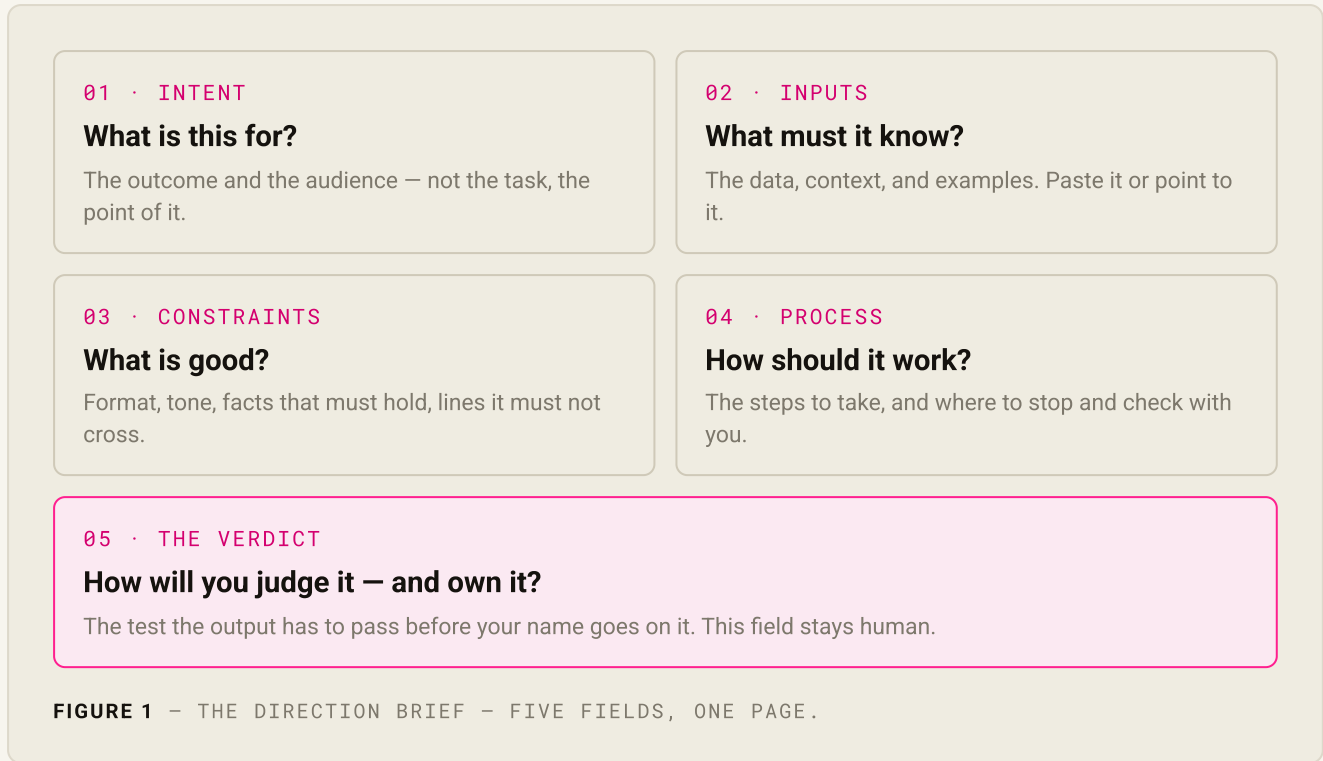 01 · INTENT
What is this for?
The outcome and the audience — not the task, the
point of it.
02 · INPUTS
What must it know?
The data, context, and examples. Paste it or point to
it.
03 · CONSTRAINTS
What is good?
Format, tone, facts that must hold, lines it must not
cross.
04 · PROCESS
How should it work?
The steps to take, and where to stop and check with
you.
05 · THE VERDICT
How will you judge it — and own it?
The test the output has to pass before your name goes on it. This field stays human.
FIGURE 1 — THE DIRECTION BRIEF — FIVE FIELDS, ONE PAGE.